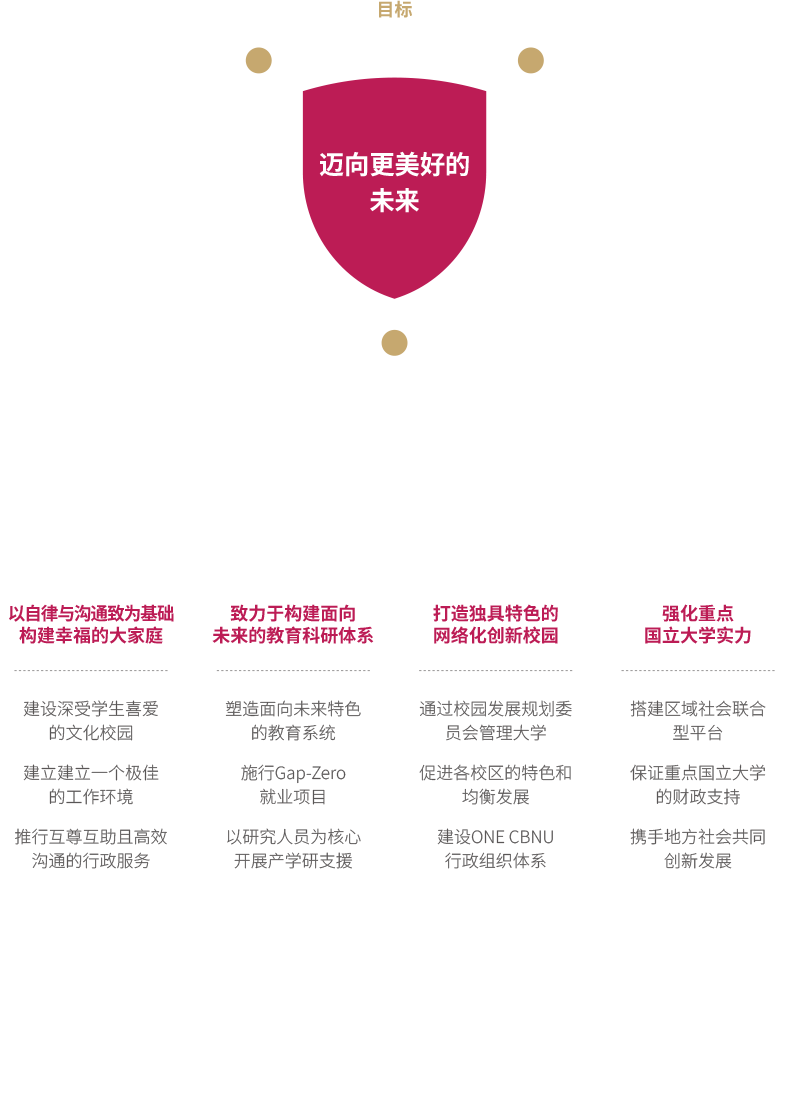 目标
迈向更美好的
未来
以自律与沟通致为基础
构建幸福的大家庭
建设深受学生喜爱
的文化校园
建立建立一个极佳
的工作环境
推行互尊互助且高效
沟通的行政服务
致力于构建面向
未来的教育科研体系
塑造面向未来特色
的教育系统
施行Gap-Zero
就业项目
以研究人员为核心
开展产学研支援
打造独具特色的
网络化创新校园
通过校园发展规划委
员会管理大学
促进各校区的特色和
均衡发展
建设ONE CBNU
行政组织体系
强化重点
国立大学实力
搭建区域社会联合
型平台
保证重点国立大学
的财政支持
携手地方社会共同
创新发展